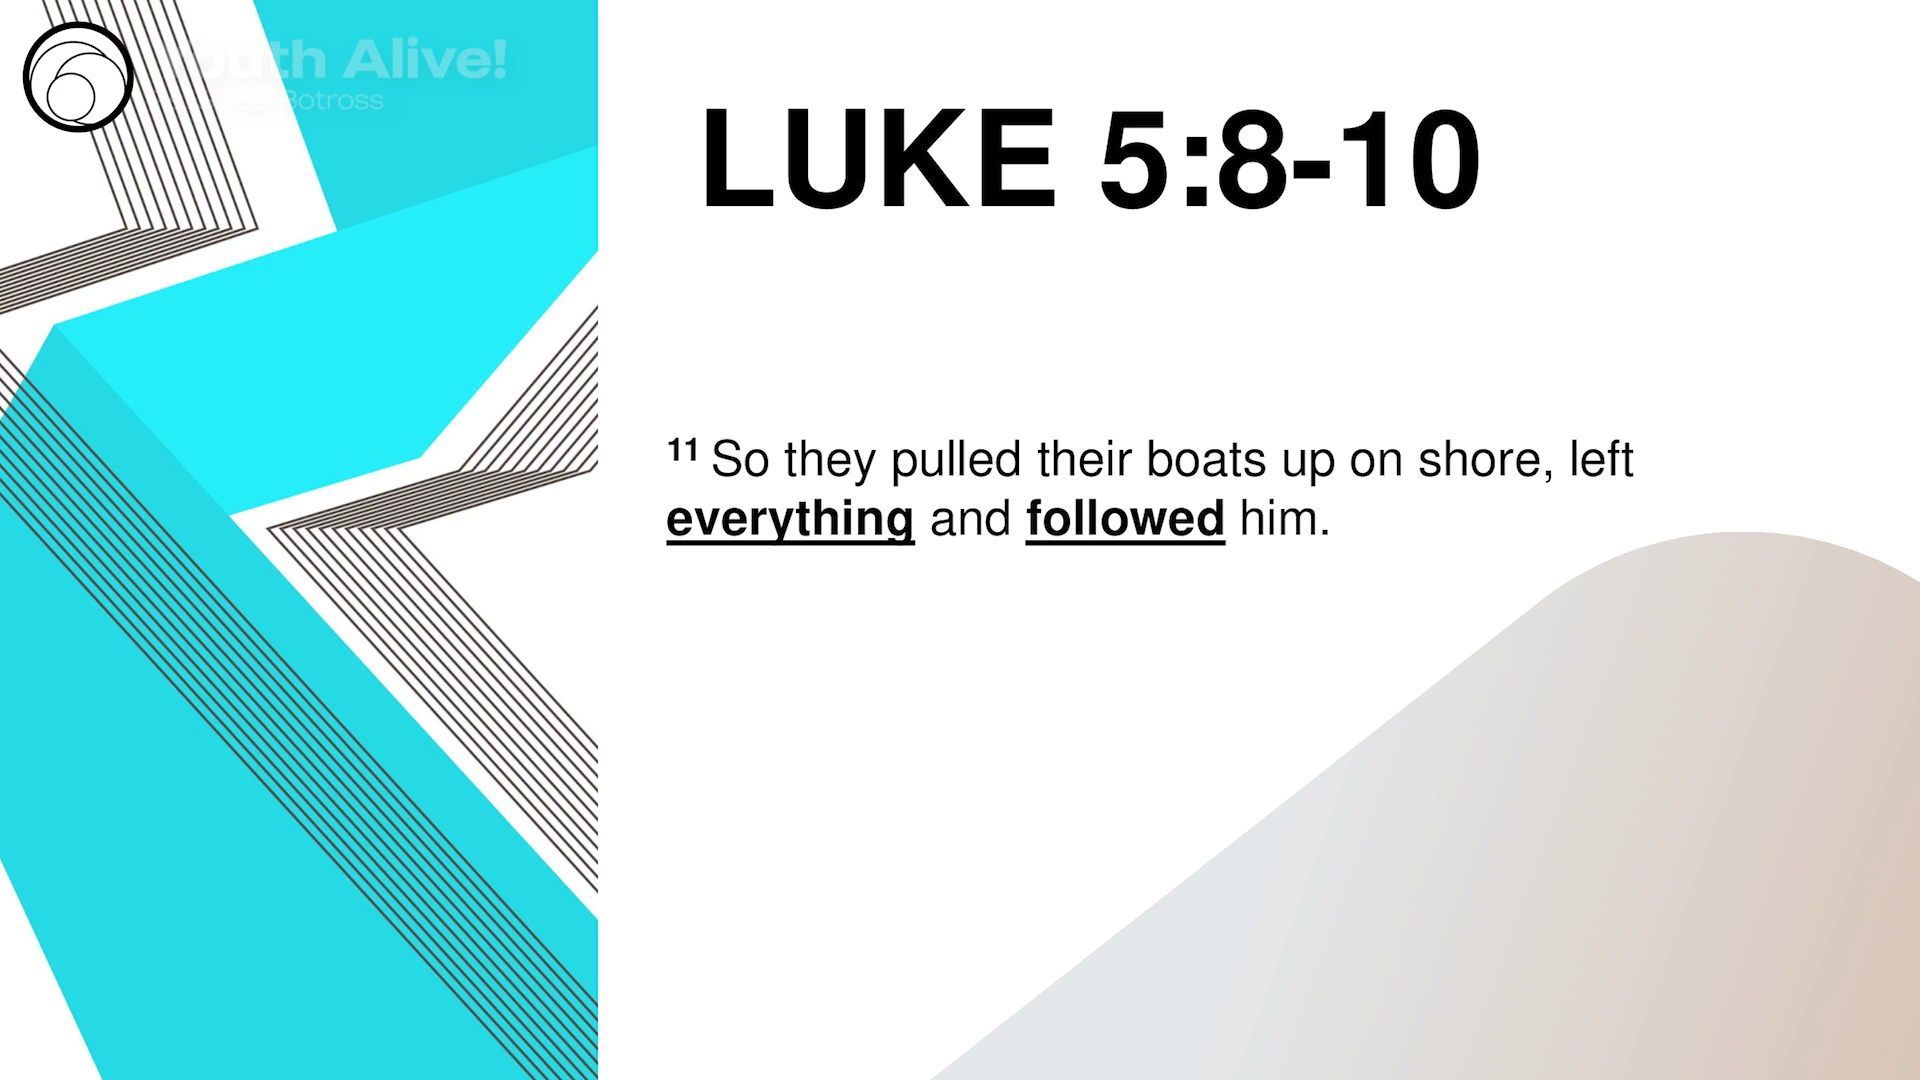 Youth Alive!
Botross
LUKE 5:8-10
11 So they pulled their boats up on shore, left
everything and followed him.